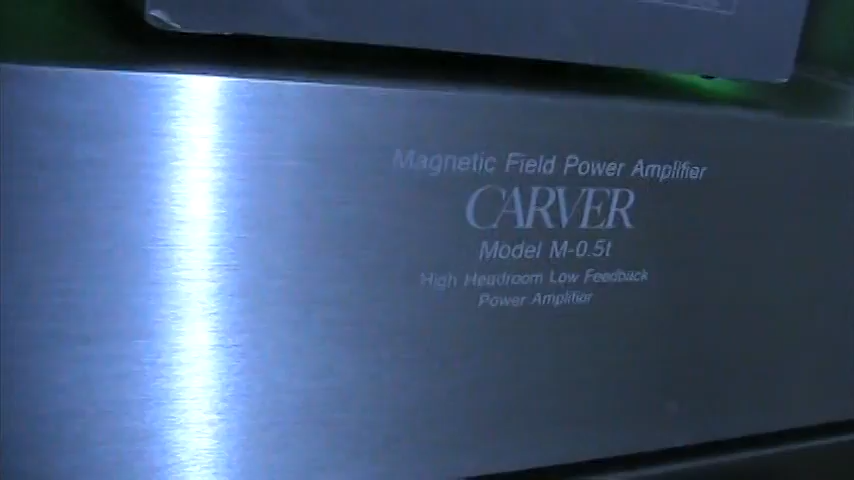 Magnetic Field Power Amplifier
CARVER
Model M-0.5t
High Headroom Low Feedback
Power Amplifier